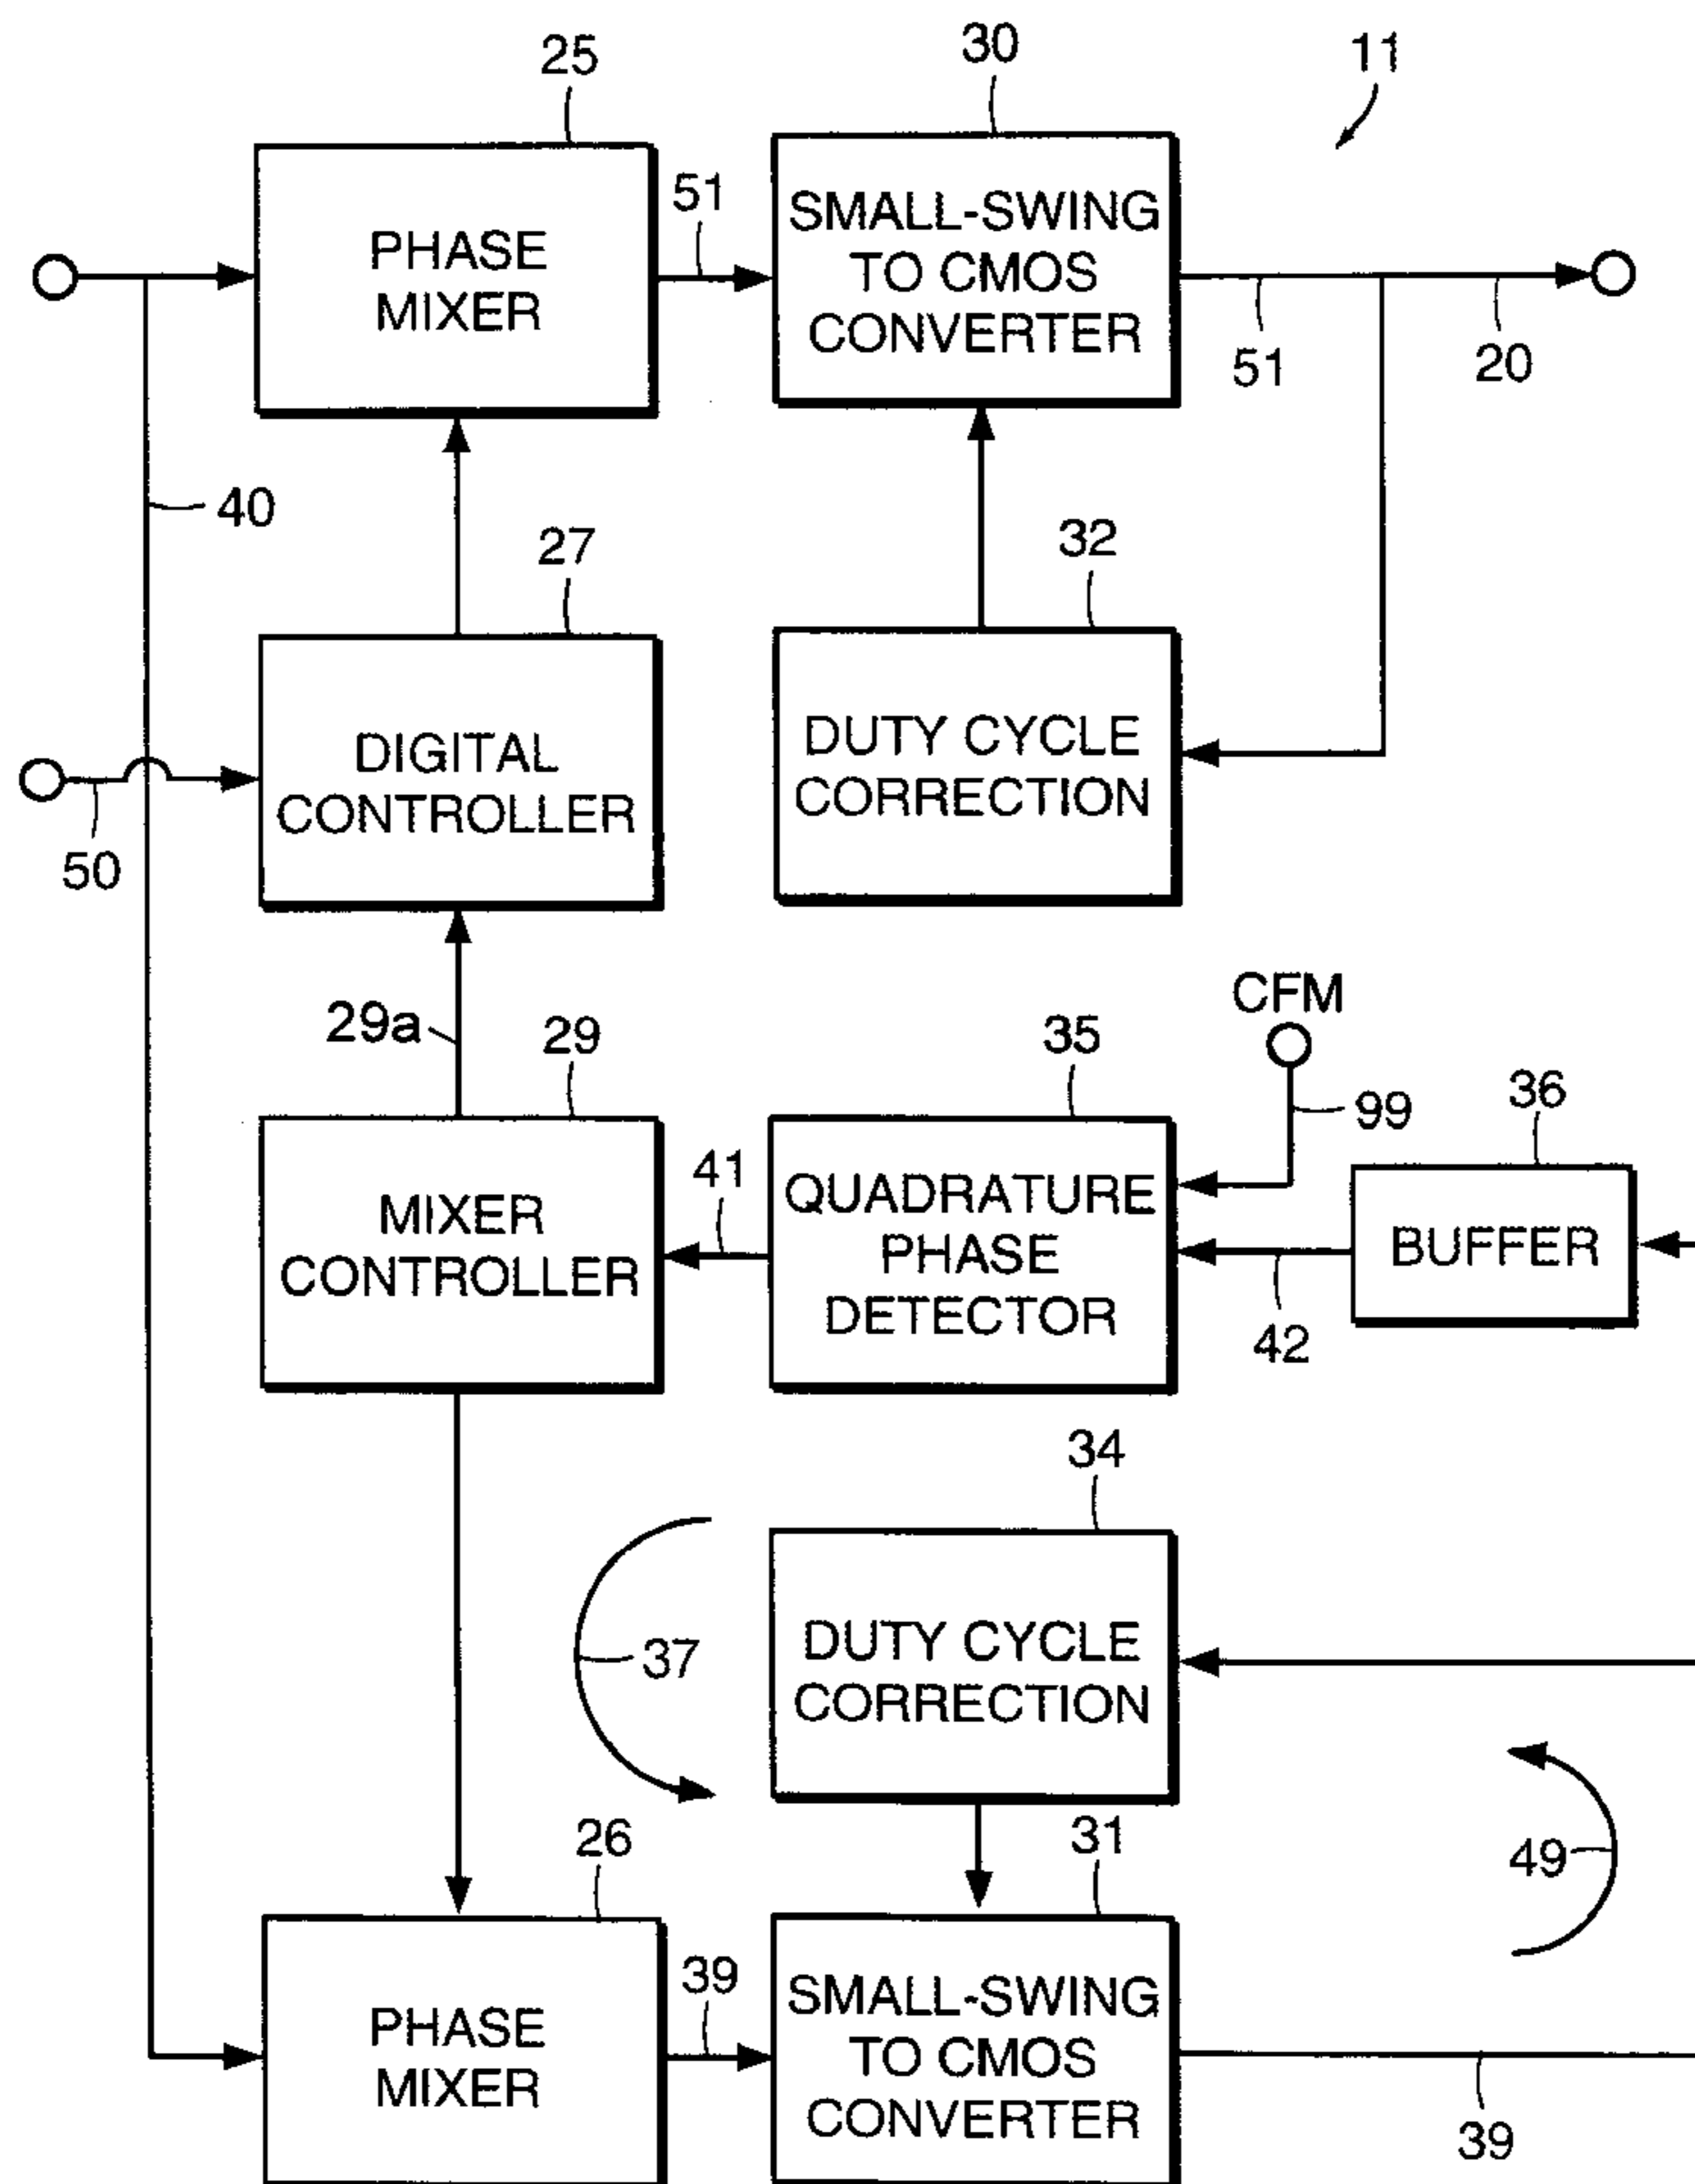 25
30
11
PHASE
MIXER
51
SMALL-SWING
TO CMOS
CONVERTER
51
20
40
27
32
DIGITAL
CONTROLLER
DUTY CYCLE
CORRECTION
50
29a
29
35
CFM
99
36
MIXER
CONTROLLER
41
QUADRATURE
PHASE
DETECTOR
42
BUFFER
34
37
DUTY CYCLE
CORRECTION
26
31
49
PHASE
MIXER
39
SMALL-SWING
TO CMOS
CONVERTER
39